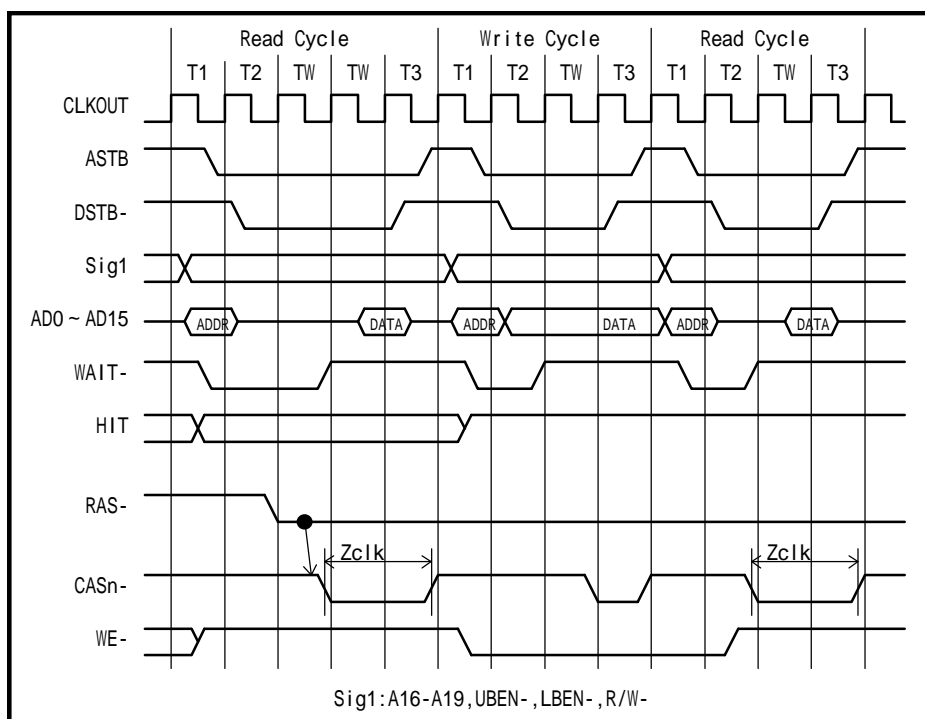 Read Cycle Write Cycle Read Cycle
T1 T2 TW TW T3 T1 T2 TW T3 T1 T2 TW T3
CLKOUT
ASTB
DSTB-
Sig1
AD0 ~ AD15 ADDR DATA ADDR DATA ADDR DATA
WAIT-
HIT
RAS-
Zclk Zclk
CASn-
WE-
Sig1:A16-A19,UBEN-,LBEN-,R/W-